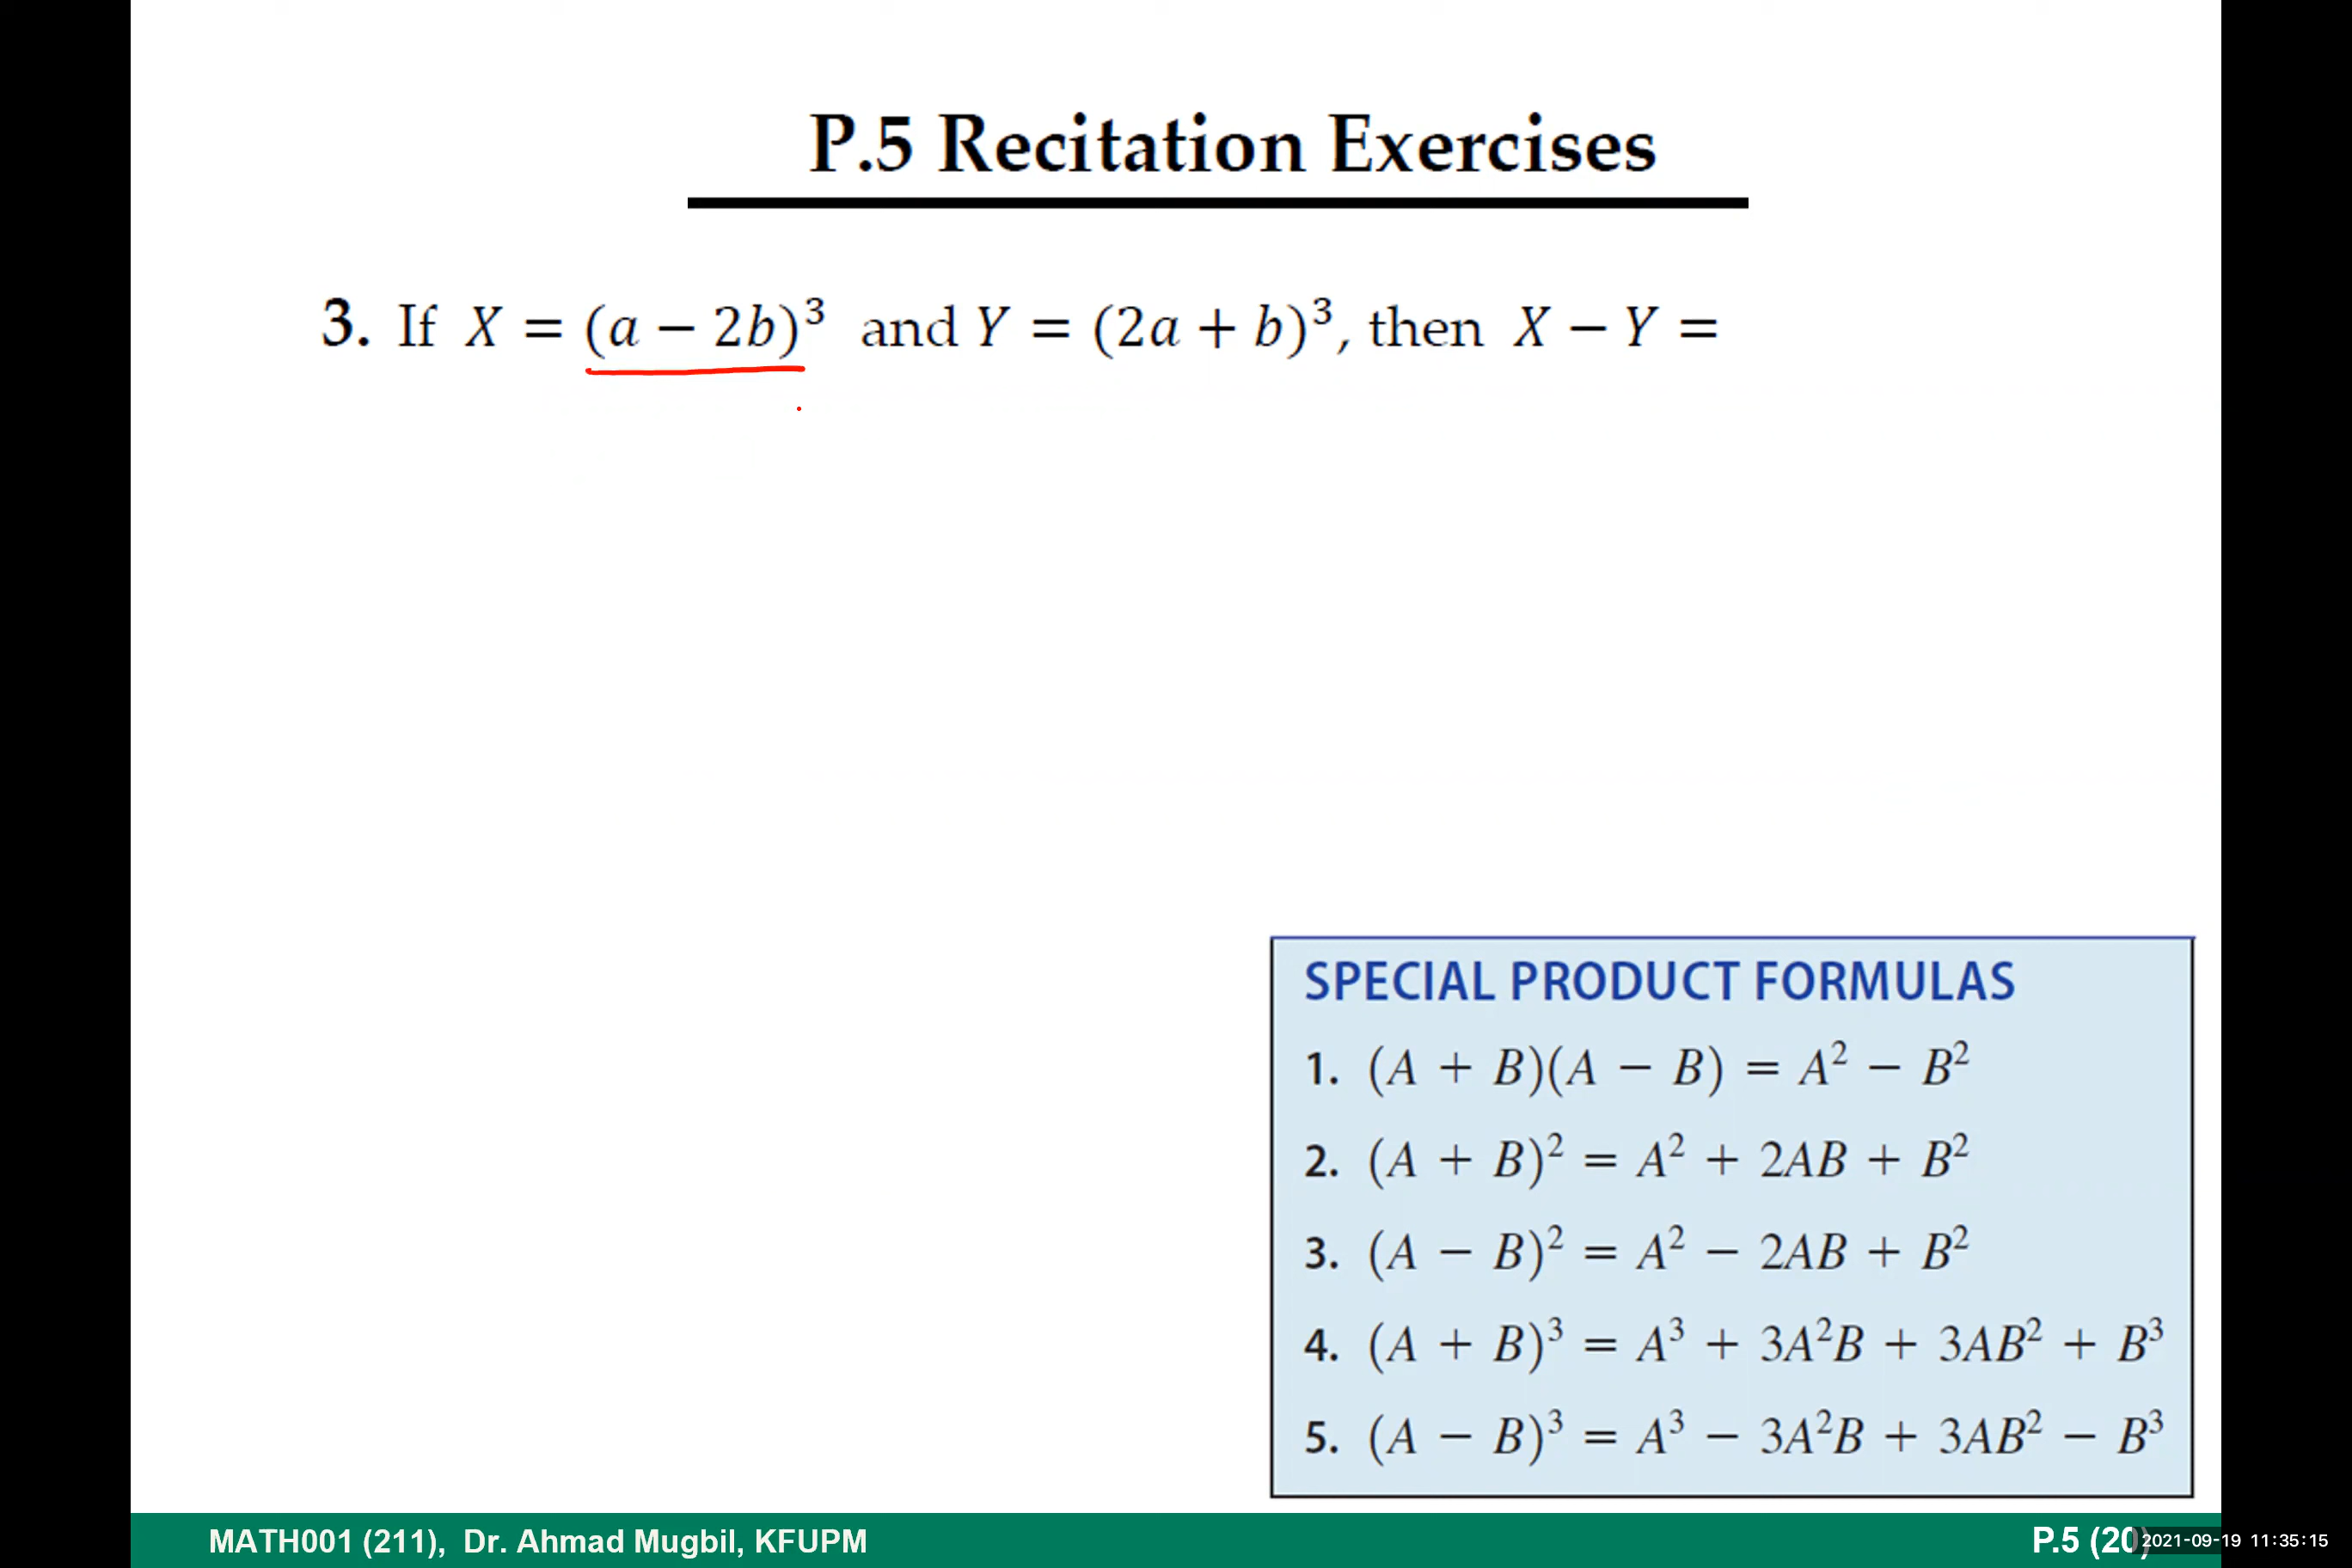 P.5 Recitation Exercises
3. If X = (a − 2b)³ and Y = (2a + b)³, then X − Y =
SPECIAL PRODUCT FORMULAS
1. (A + B)(A − B) = A² − B²
2. (A + B)² = A² + 2AB + B²
3. (A − B)² = A² − 2AB + B²
4. (A + B)³ = A³ + 3A²B + 3AB² + B³
5. (A − B)³ = A³ − 3A²B + 3AB² − B³
MATH001 (211), Dr. Ahmad Mugbil, KFUPM
P.5 (20) 2021-09-19 11:35:15